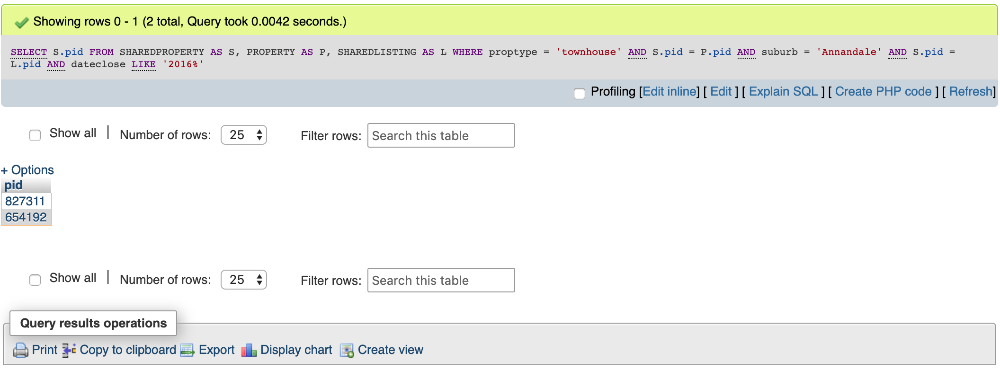 Showing rows 0 - 1 (2 total, Query took 0.0042 seconds.)
SELECT S.pid FROM SHAREDPROPERTY AS S, PROPERTY AS P, SHAREDLISTING AS L WHERE proptype = 'townhouse' AND S.pid = P.pid AND suburb = 'Annandale' AND S.pid =
L.pid AND dateclose LIKE '2016%'
Profiling [Edit inline] [ Edit ] [ Explain SQL ] [ Create PHP code ] [ Refresh]
Show all | Number of rows: 25 Filter rows: Search this table
+ Options
pid
827311
654192
Show all | Number of rows: 25 Filter rows: Search this table
Query results operations
Print Copy to clipboard Export Display chart Create view